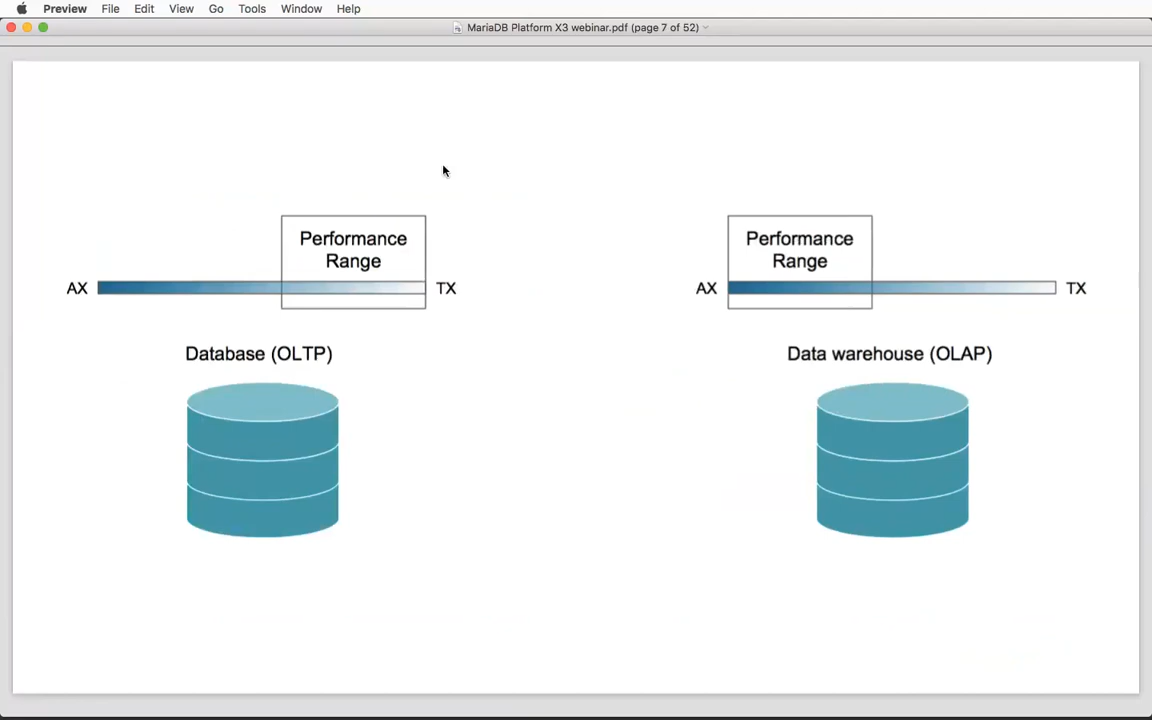 Preview File Edit View Go Tools Window Help
MariaDB Platform X3 webinar.pdf (page 7 of 52)
Performance
Range
AX
TX
Database (OLTP)
Performance
Range
AX
TX
Data warehouse (OLAP)